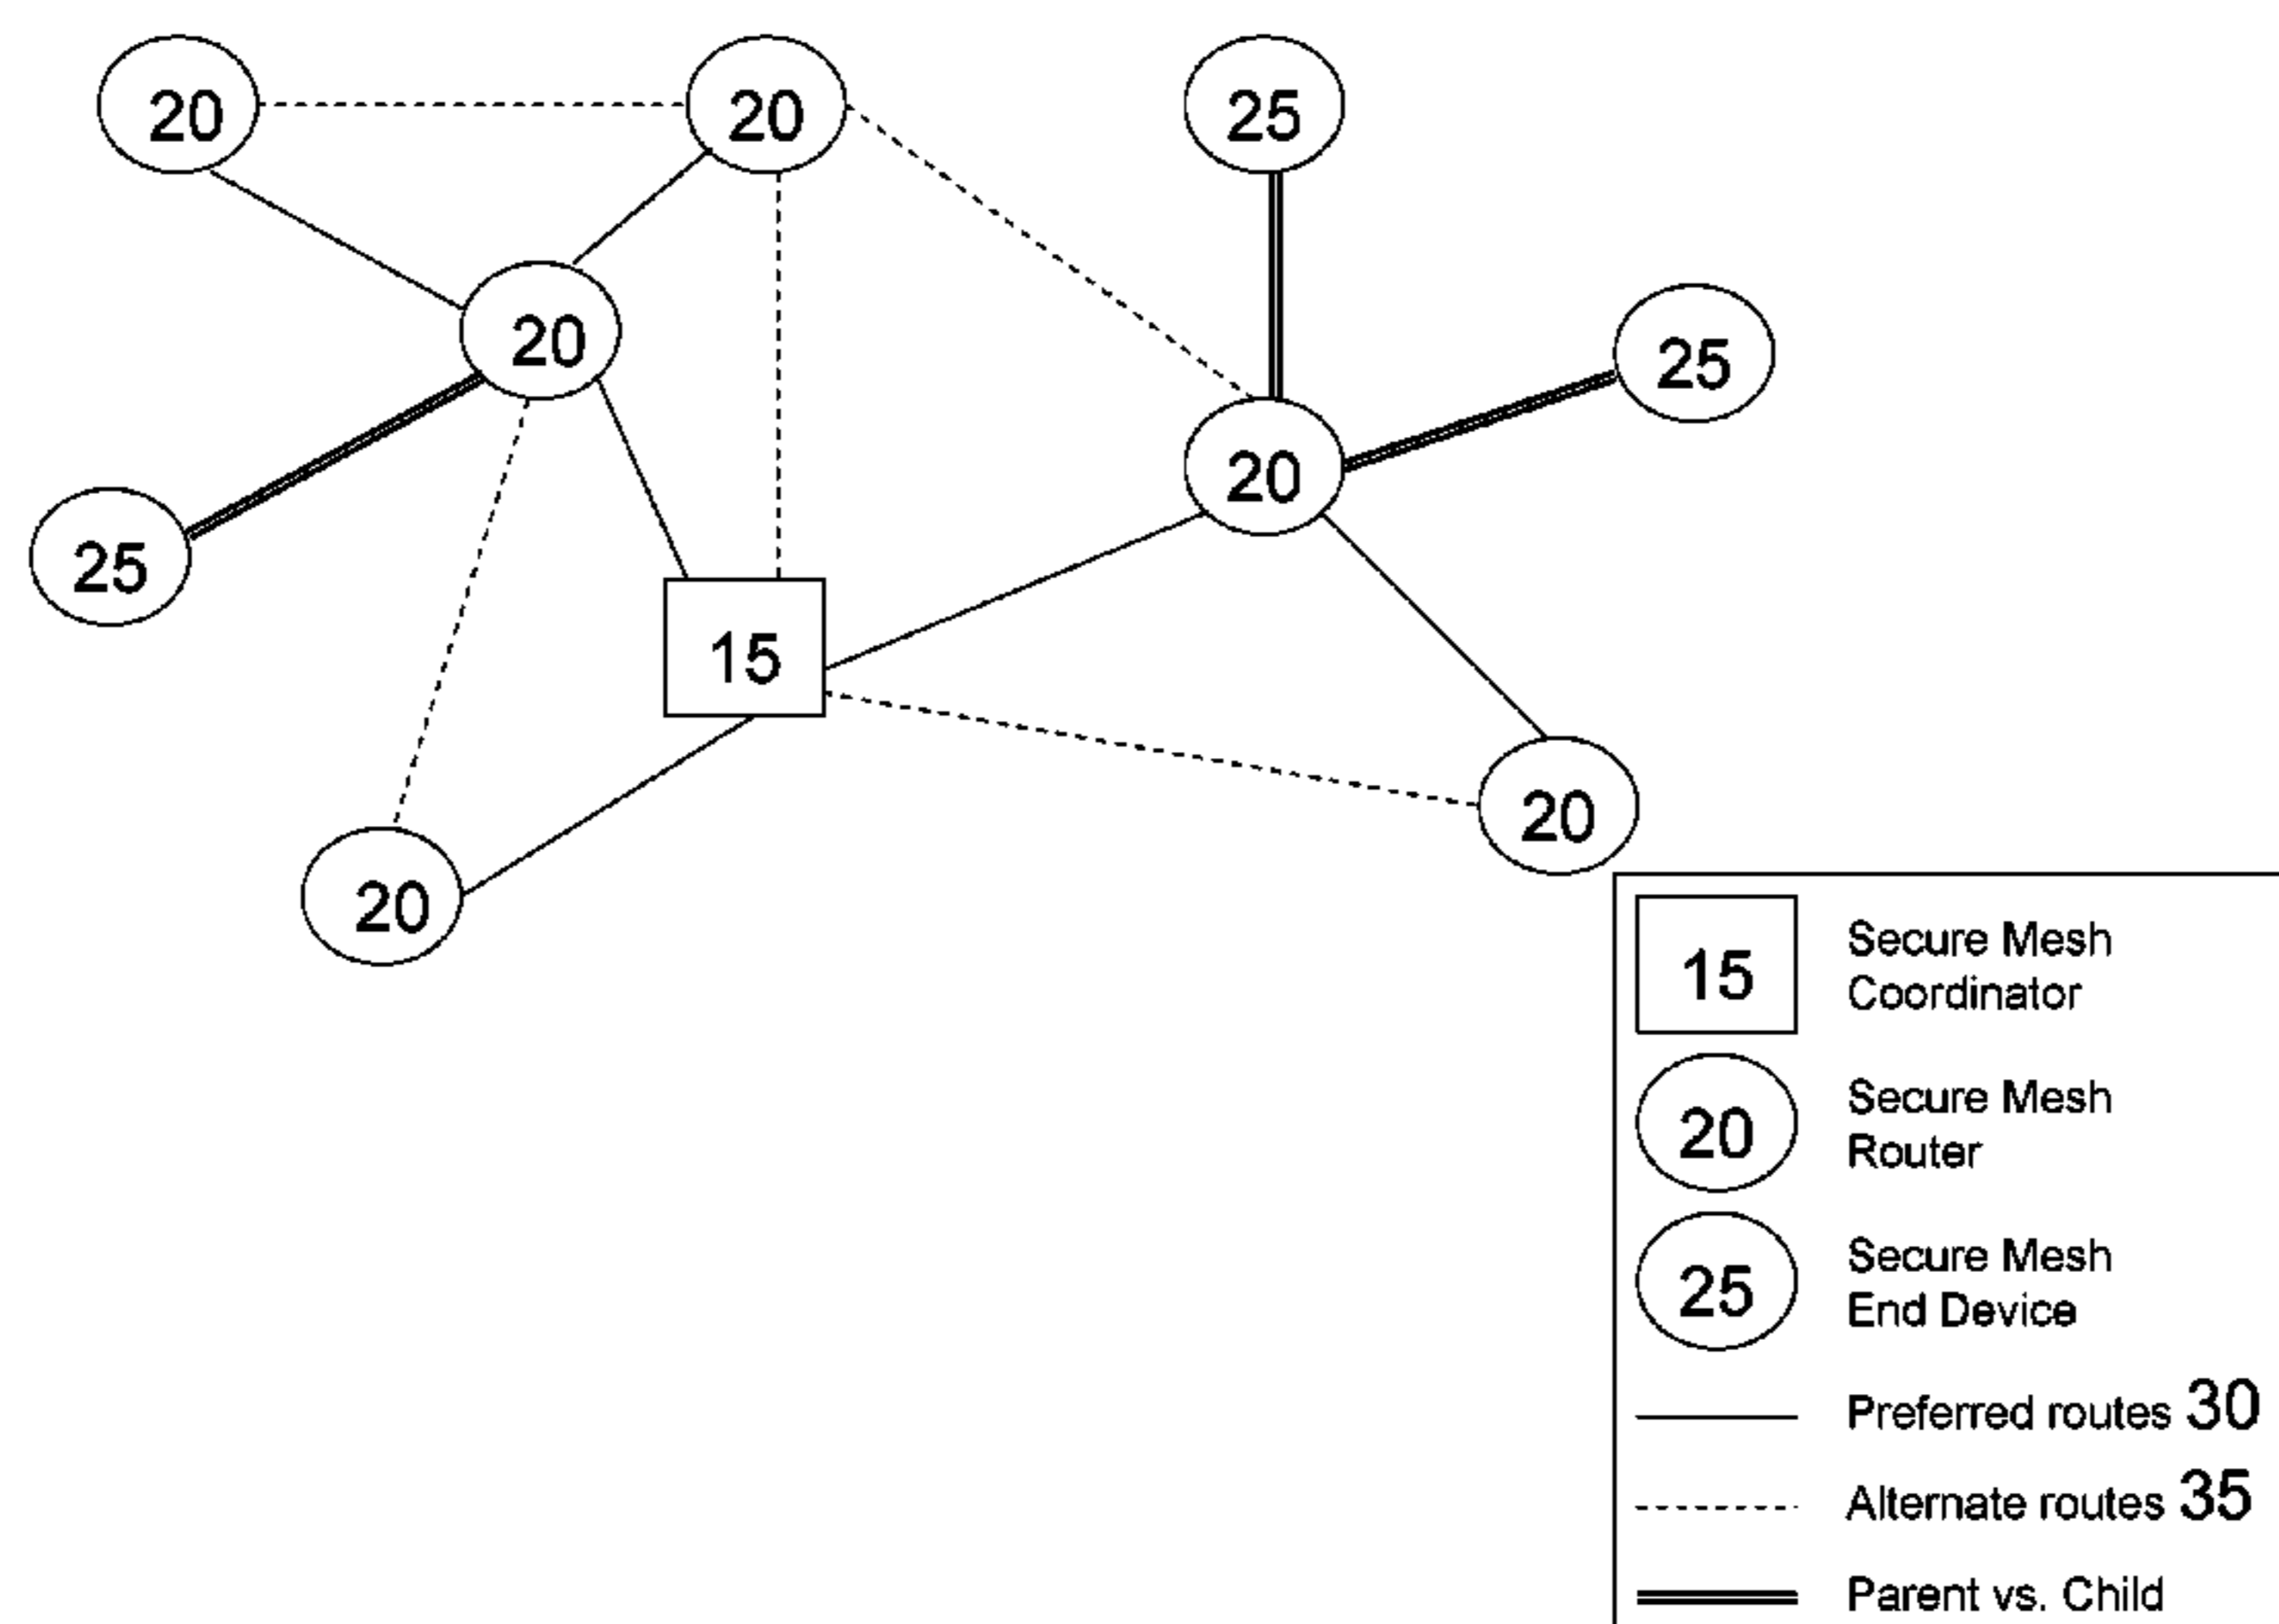 20
20
25
20
25
20
25
15
20
20
15 Secure Mesh
Coordinator
20 Secure Mesh
Router
25 Secure Mesh
End Device
Preferred routes 30
Alternate routes 35
Parent vs. Child